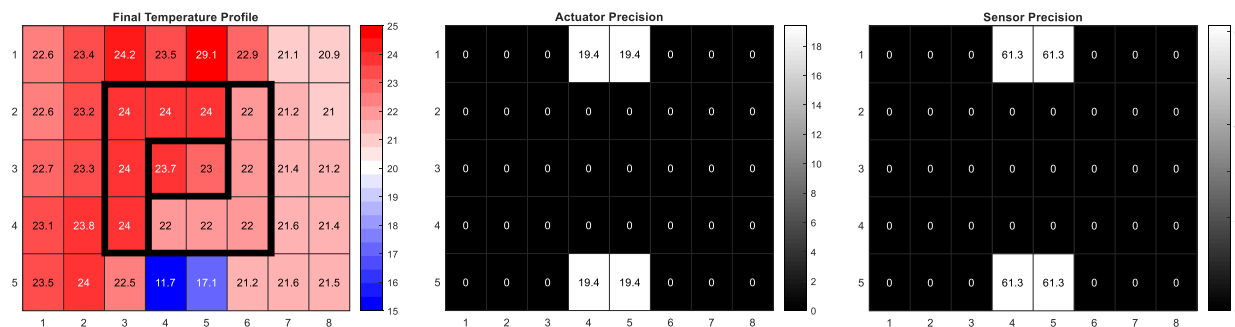 Final Temperature Profile
Actuator Precision
Sensor Precision
1 22.6 23.4 24.2 23.5 29.1 22.9 21.1 20.9
2 22.6 23.2 24 24 24 22 21.2 21
3 22.7 23.3 24 23.7 23 22 21.4 21.2
4 23.1 23.8 24 22 22 22 21.6 21.4
5 23.5 24 22.5 11.7 17.1 21.2 21.6 21.5
1 2 3 4 5 6 7 8
25
24
23
22
21
20
19
18
17
16
15
1 0 0 0 19.4 19.4 0 0 0
2 0 0 0 0 0 0 0 0
3 0 0 0 0 0 0 0 0
4 0 0 0 0 0 0 0 0
5 0 0 0 19.4 19.4 0 0 0
1 2 3 4 5 6 7 8
18
16
14
12
10
8
6
4
2
0
1 0 0 0 61.3 61.3 0 0 0
2 0 0 0 0 0 0 0 0
3 0 0 0 0 0 0 0 0
4 0 0 0 0 0 0 0 0
5 0 0 0 61.3 61.3 0 0 0
1 2 3 4 5 6 7 8